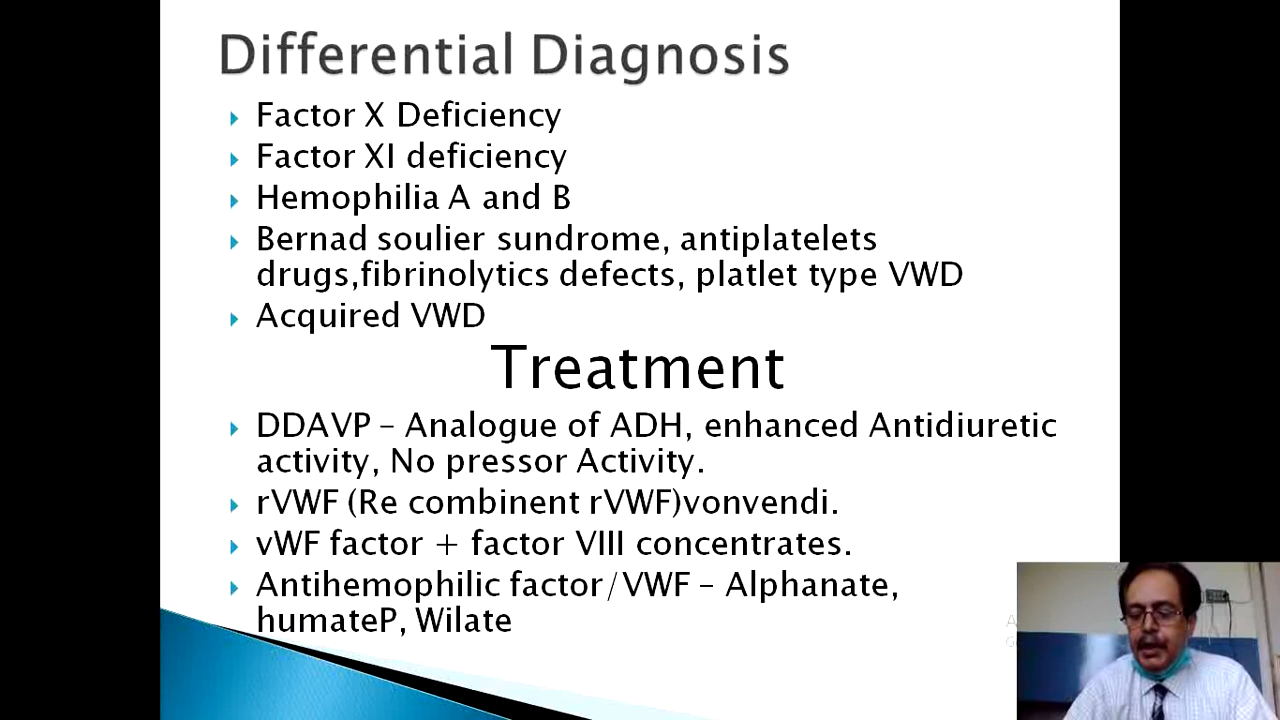 Differential Diagnosis
Factor X Deficiency
Factor XI deficiency
Hemophilia A and B
Bernad soulier sundrome, antiplatelets
drugs,fibrinolytics defects, platlet type VWD
Acquired VWD
Treatment
DDAVP – Analogue of ADH, enhanced Antidiuretic
activity, No pressor Activity.
rVWF (Re combinent rVWF)vonvendi.
vWF factor + factor VIII concentrates.
Antihemophilic factor/VWF – Alphanate,
humateP, Wilate